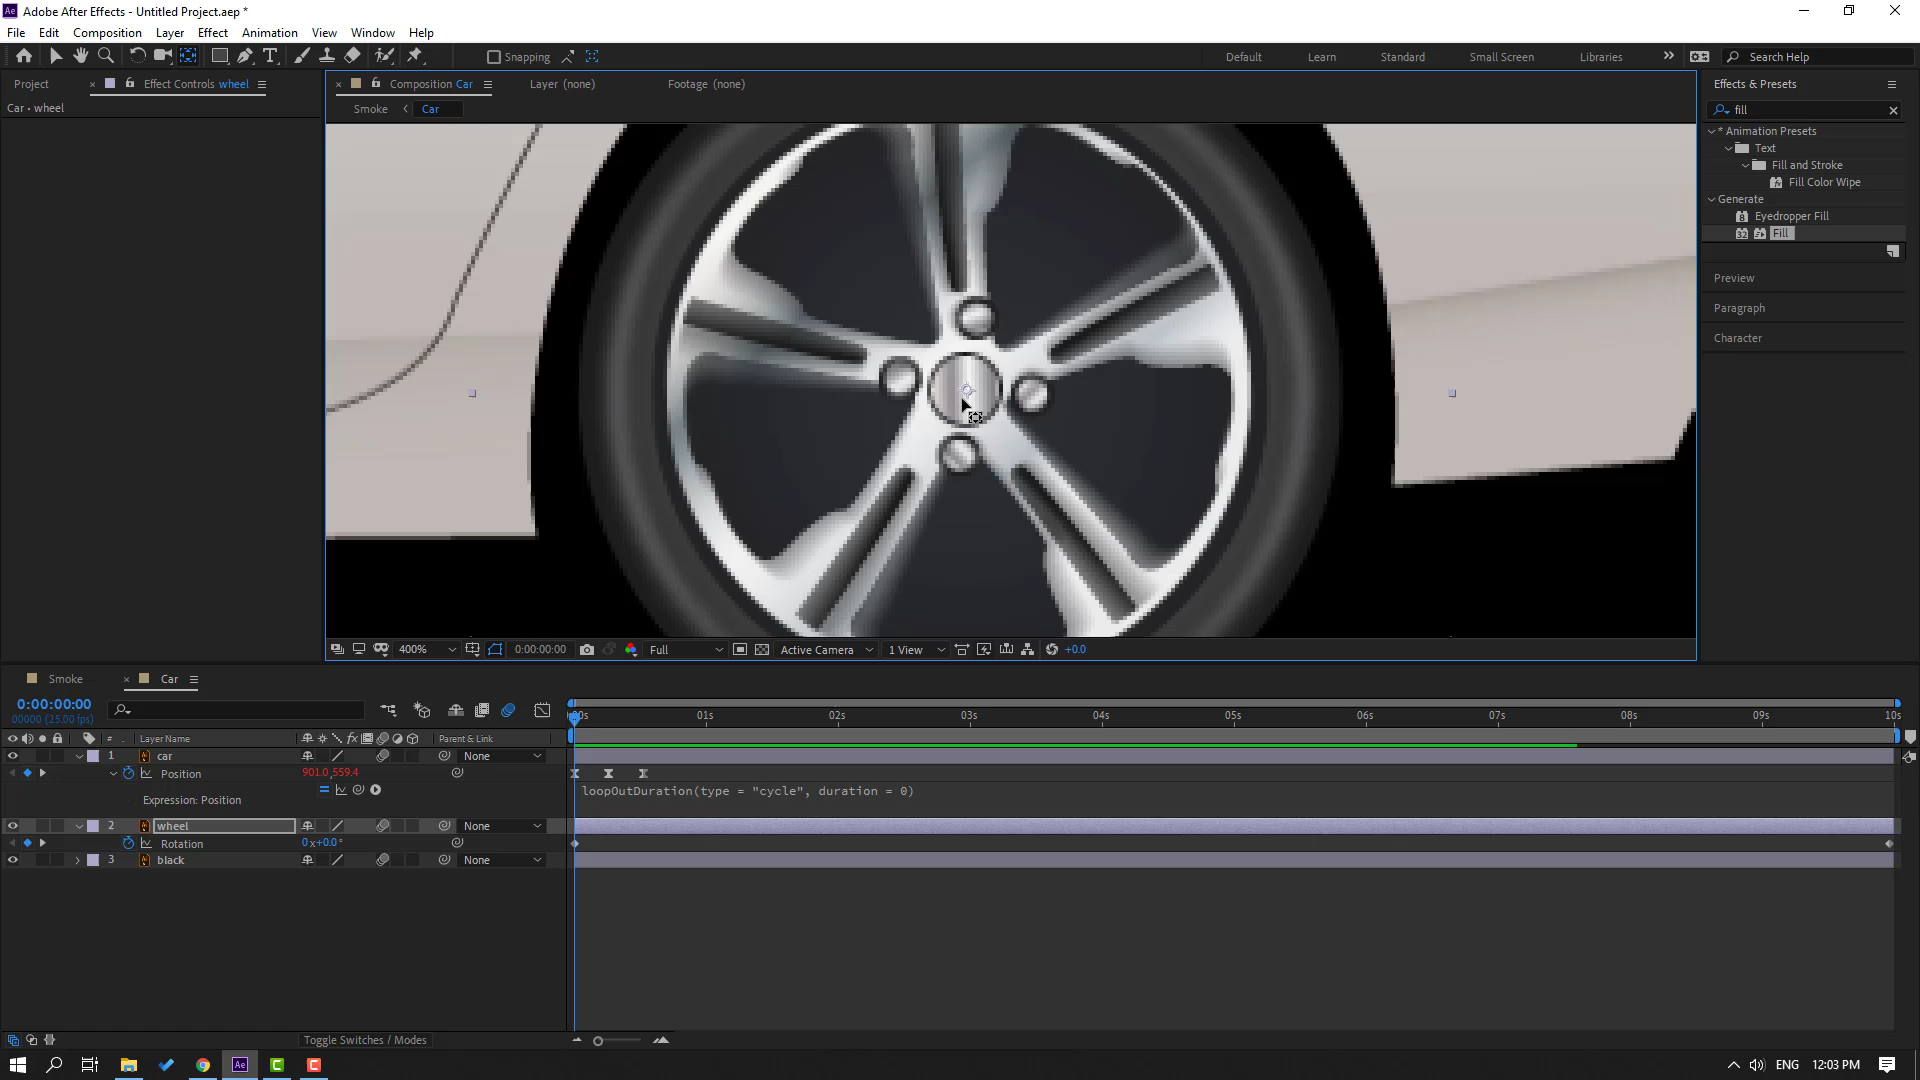 Adobe After Effects - Untitled Project.aep *
File Edit Composition Layer Effect Animation View Window Help
Snapping Default Learn Standard Small Screen Libraries Search Help
Project Effect Controls wheel Composition Car Layer (none) Footage (none) Effects & Presets
Car • wheel Smoke Car fill
* Animation Presets
Text
Fill and Stroke
Fill Color Wipe
Generate
Eyedropper Fill
Fill
Preview
Paragraph
Character
400% 0:00:00:00 Full Active Camera 1 View +0.0
Smoke Car
0:00:00:00
00000 (25.00 fps)
:00s 01s 02s 03s 04s 05s 06s 07s 08s 09s 10s
# Layer Name Parent & Link
1 car None
Position 901.0,559.4
Expression: Position loopOutDuration(type = "cycle", duration = 0)
2 wheel None
Rotation 0x+0.0°
3 black None
Toggle Switches / Modes
ENG 12:03 PM